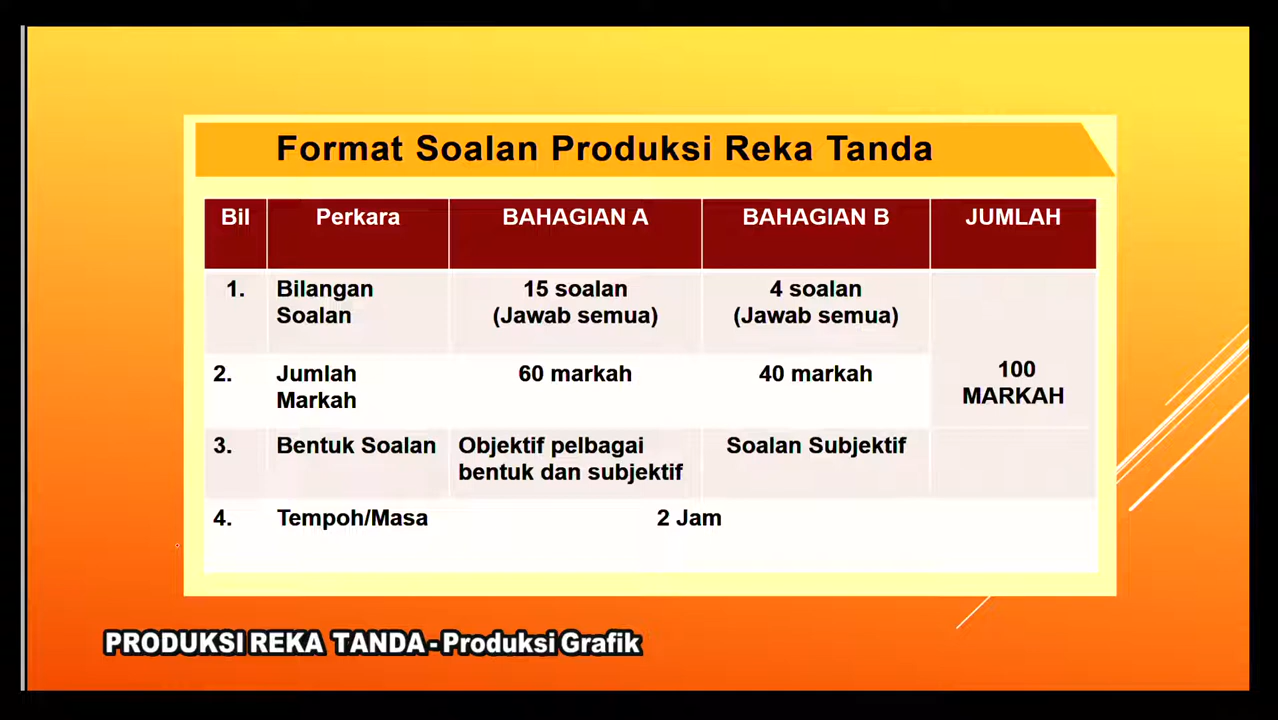 Format Soalan Produksi Reka Tanda
Bil Perkara BAHAGIAN A BAHAGIAN B JUMLAH
1. Bilangan 15 soalan 4 soalan
Soalan (Jawab semua) (Jawab semua)
2. Jumlah 60 markah 40 markah 100
Markah MARKAH
3. Bentuk Soalan Objektif pelbagai Soalan Subjektif
bentuk dan subjektif
4. Tempoh/Masa 2 Jam
PRODUKSI REKA TANDA - Produksi Grafik